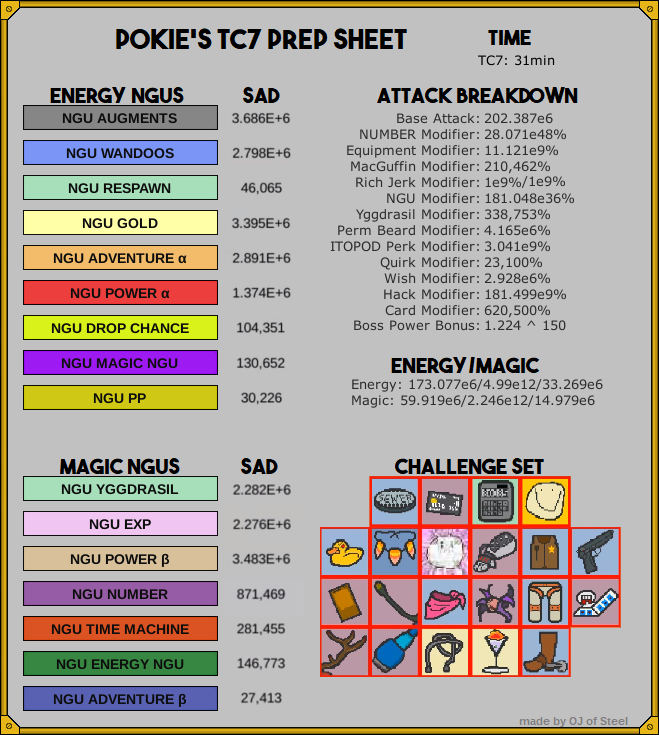 POKIE'S TC7 PREP SHEET
TIME
TC7: 31min
ENERGY NGUS SAD
NGU AUGMENTS 3.686E+6
NGU WANDOOS 2.798E+6
NGU RESPAWN 46,065
NGU GOLD 3.395E+6
NGU ADVENTURE α 2.891E+6
NGU POWER α 1.374E+6
NGU DROP CHANCE 104,351
NGU MAGIC NGU 130,652
NGU PP 30,226
ATTACK BREAKDOWN
Base Attack: 202.387e6
NUMBER Modifier: 28.071e48%
Equipment Modifier: 11.121e9%
MacGuffin Modifier: 210,462%
Rich Jerk Modifier: 1e9%/1e9%
NGU Modifier: 181.048e36%
Yggdrasil Modifier: 338,753%
Perm Beard Modifier: 4.165e6%
ITOPOD Perk Modifier: 3.041e9%
Quirk Modifier: 23,100%
Wish Modifier: 2.928e6%
Hack Modifier: 181.499e9%
Card Modifier: 620,500%
Boss Power Bonus: 1.224 ^ 150
ENERGY/MAGIC
Energy: 173.077e6/4.99e12/33.269e6
Magic: 59.919e6/2.246e12/14.979e6
MAGIC NGUS SAD
NGU YGGDRASIL 2.282E+6
NGU EXP 2.276E+6
NGU POWER β 3.483E+6
NGU NUMBER 871,469
NGU TIME MACHINE 281,455
NGU ENERGY NGU 146,773
NGU ADVENTURE β 27,413
CHALLENGE SET
SEWER
made by OJ of Steel